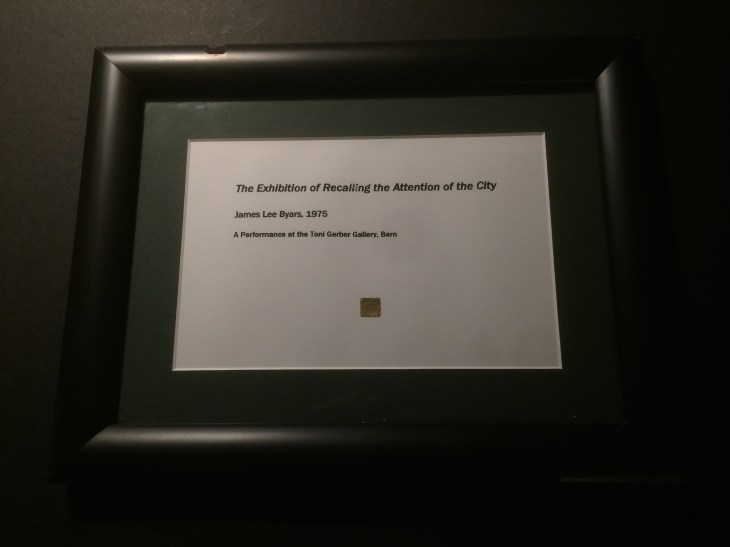 The Exhibition of Recalling the Attention of the City
James Lee Byars, 1975
A Performance at the Toni Gerber Gallery, Bern